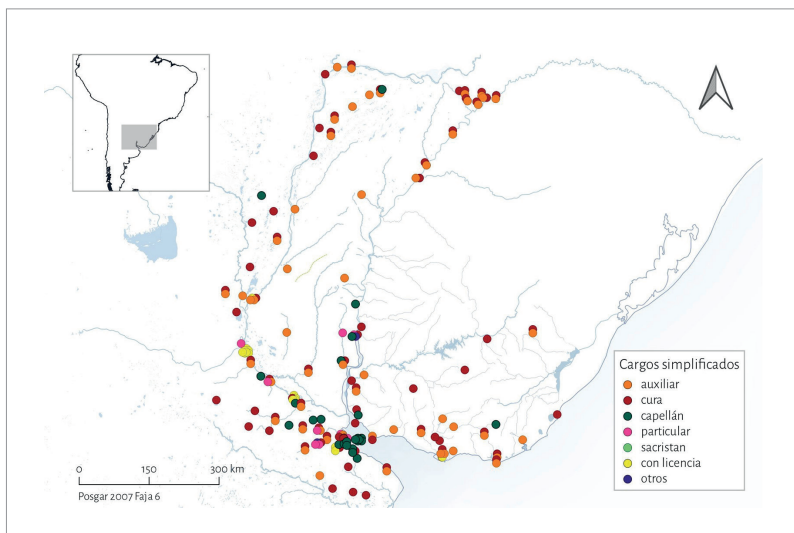 Cargos simplificados
auxiliar
cura
capellán
particular
sacristan
con licencia
otros
0 150 300 km
Posgar 2007 Faja 6